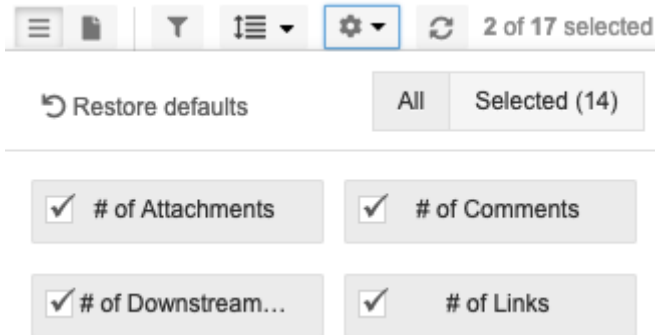 2 of 17 selected
Restore defaults All Selected (14)
# of Attachments # of Comments
# of Downstream... # of Links